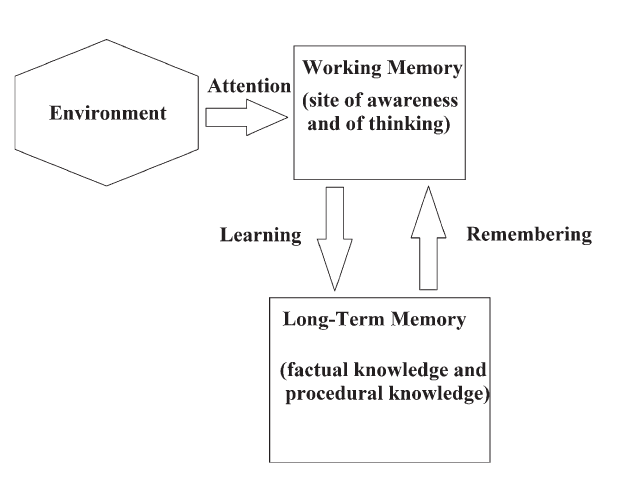 Environment
Attention
Working Memory
(site of awareness
and of thinking)
Learning
Remembering
Long-Term Memory
(factual knowledge and
procedural knowledge)